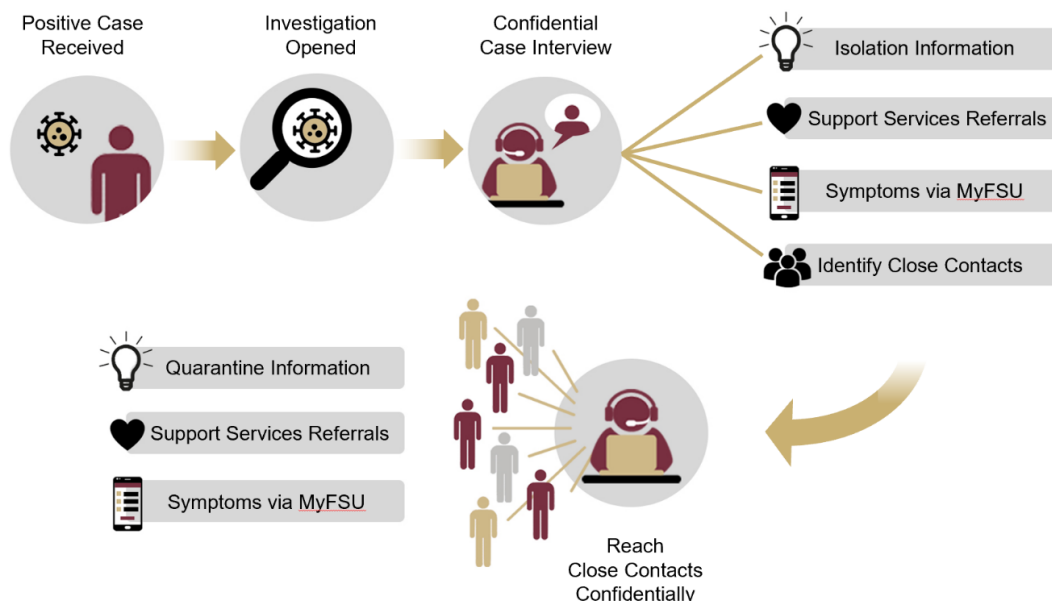 Positive Case
Received
Investigation
Opened
Confidential
Case Interview
Isolation Information
Support Services Referrals
Symptoms via MyFSU
Identify Close Contacts
Quarantine Information
Support Services Referrals
Symptoms via MyFSU
Reach
Close Contacts
Confidentially